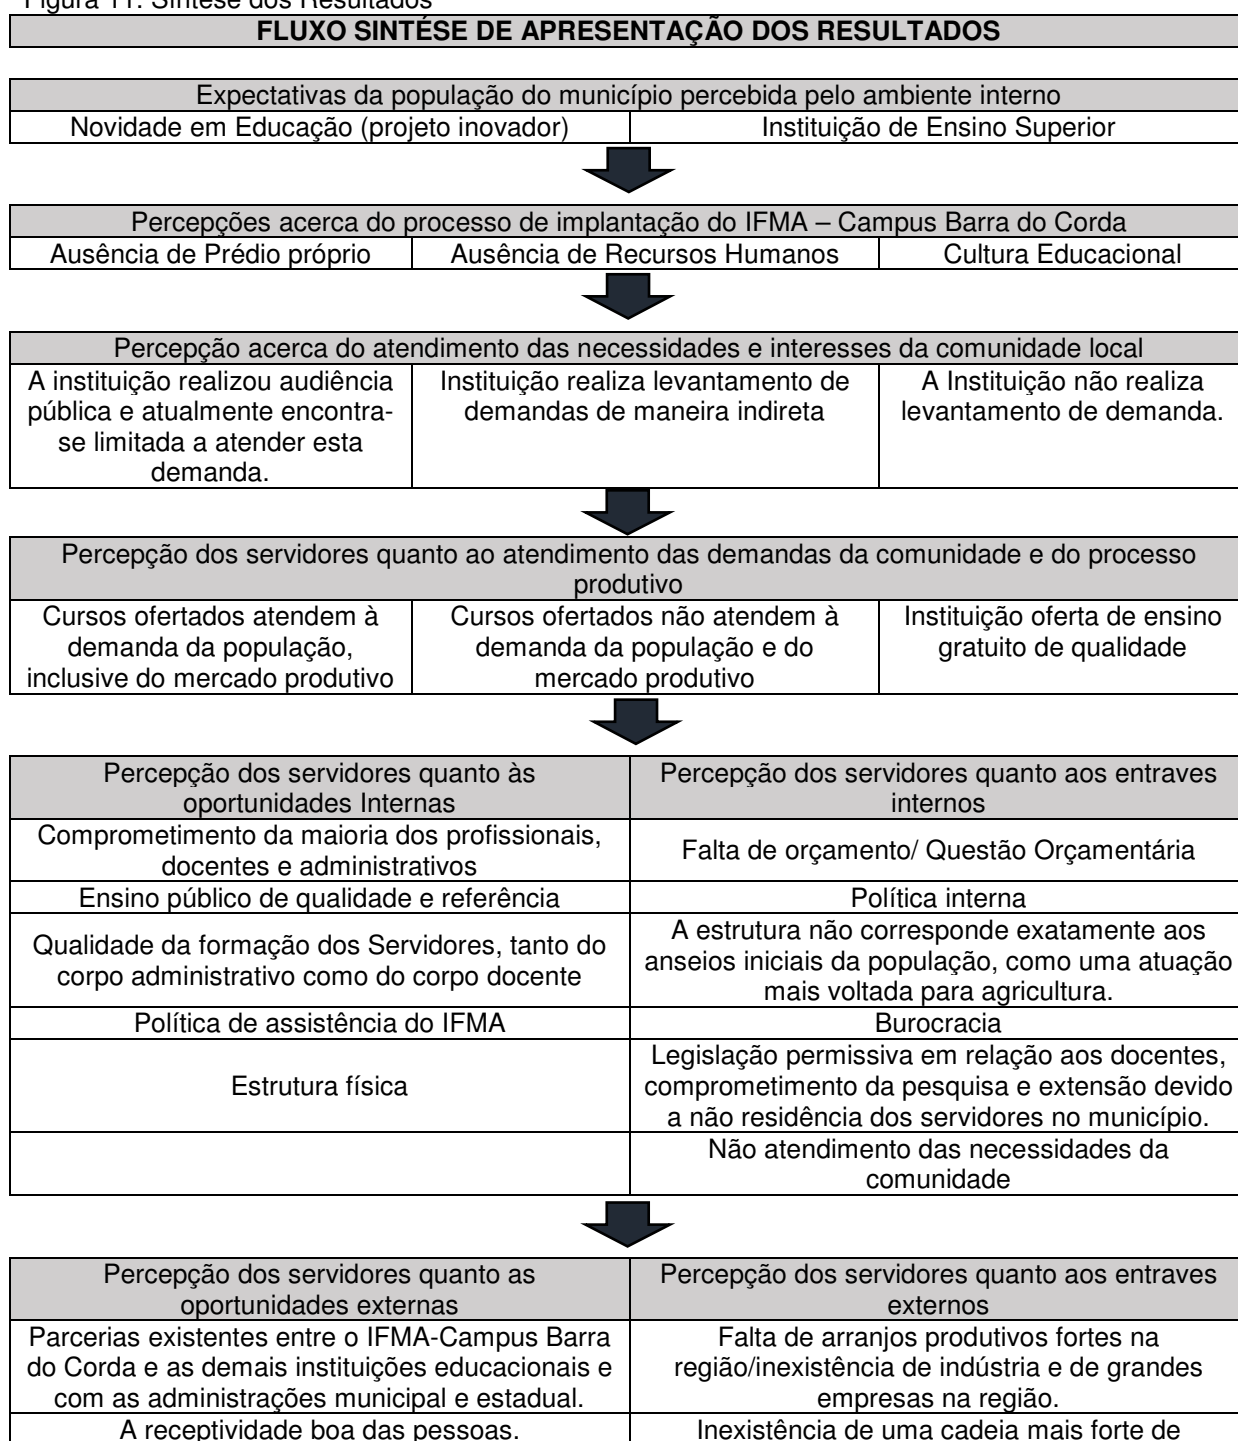 Figura 11: Síntese dos Resultados
FLUXO SINTÉSE DE APRESENTAÇÃO DOS RESULTADOS
Expectativas da população do município percebida pelo ambiente interno
Novidade em Educação (projeto inovador)
Instituição de Ensino Superior
Percepções acerca do processo de implantação do IFMA – Campus Barra do Corda
Ausência de Prédio próprio
Ausência de Recursos Humanos
Cultura Educacional
Percepção acerca do atendimento das necessidades e interesses da comunidade local
A instituição realizou audiência
pública e atualmente encontra-
se limitada a atender esta
demanda.
Instituição realiza levantamento de
demandas de maneira indireta
A Instituição não realiza
levantamento de demanda.
Percepção dos servidores quanto ao atendimento das demandas da comunidade e do processo
produtivo
Cursos ofertados atendem à
demanda da população,
inclusive do mercado produtivo
Cursos ofertados não atendem à
demanda da população e do
mercado produtivo
Instituição oferta de ensino
gratuito de qualidade
Percepção dos servidores quanto às
oportunidades Internas
Percepção dos servidores quanto aos entraves
internos
Comprometimento da maioria dos profissionais,
docentes e administrativos
Falta de orçamento/ Questão Orçamentária
Ensino público de qualidade e referência
Política interna
Qualidade da formação dos Servidores, tanto do
corpo administrativo como do corpo docente
A estrutura não corresponde exatamente aos
anseios iniciais da população, como uma atuação
mais voltada para agricultura.
Política de assistência do IFMA
Burocracia
Estrutura física
Legislação permissiva em relação aos docentes,
comprometimento da pesquisa e extensão devido
a não residência dos servidores no município.
Não atendimento das necessidades da
comunidade
Percepção dos servidores quanto as
oportunidades externas
Percepção dos servidores quanto aos entraves
externos
Parcerias existentes entre o IFMA-Campus Barra
do Corda e as demais instituições educacionais e
com as administrações municipal e estadual.
Falta de arranjos produtivos fortes na
região/inexistência de indústria e de grandes
empresas na região.
A receptividade boa das pessoas.
Inexistência de uma cadeia mais forte de